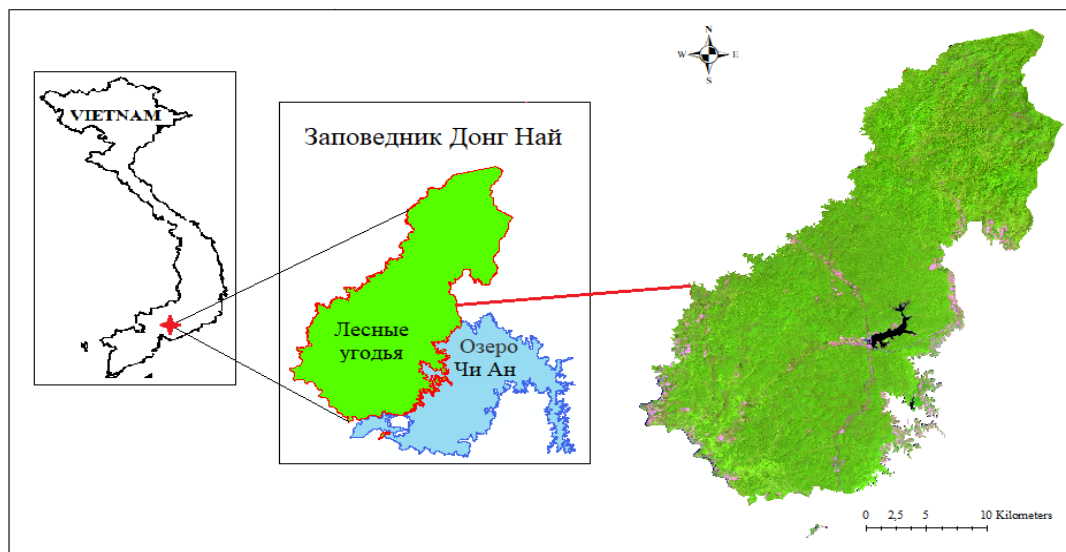 VIETNAM
Заповедник Донг Най
Лесные
угодья
Озеро
Чи Ан
N
W E
S
0 2,5 5 10 Kilometers